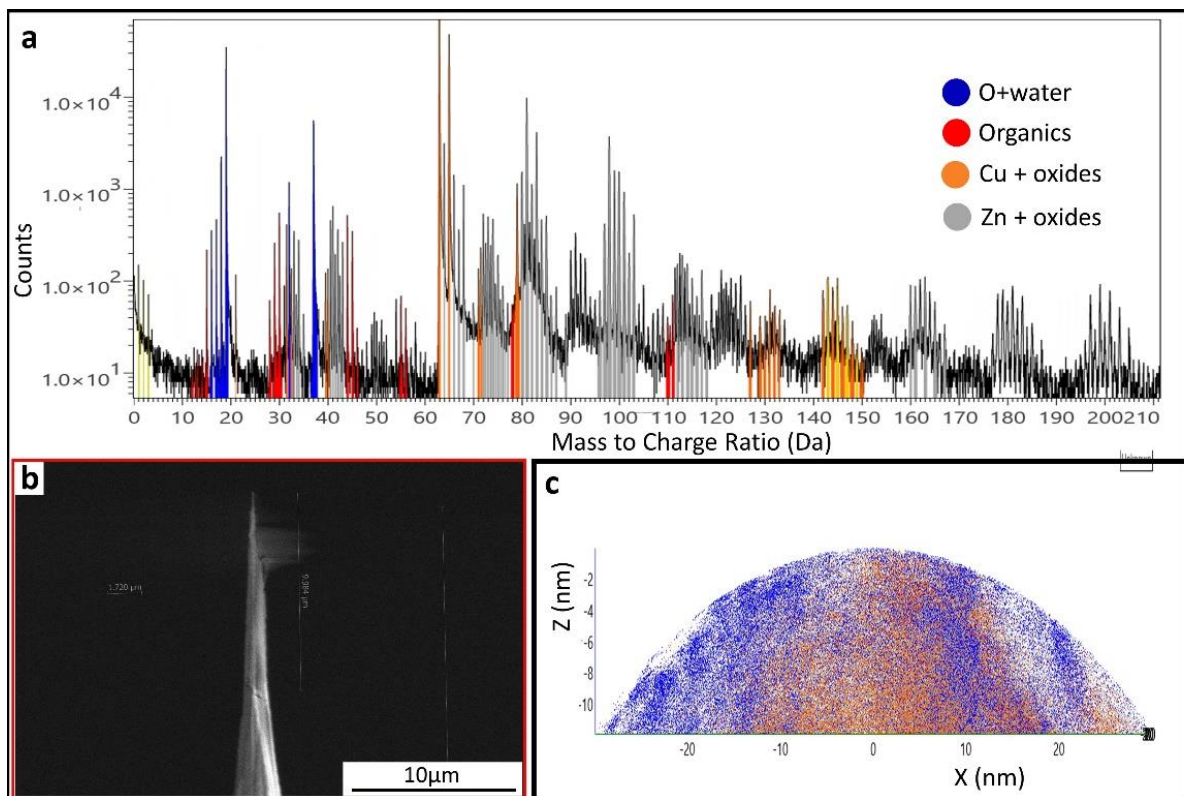 a
Counts
1.0×10⁴
1.0×10³
1.0×10²
1.0×10¹
O+water
Organics
Cu + oxides
Zn + oxides
0 10 20 30 40 50 60 70 80 90 100 110 120 130 140 150 160 170 180 190 200210
Mass to Charge Ratio (Da)
b
1.720 µm
10µm
c
Z (nm)
-2
-4
-6
-8
-10
-20 -10 0 10 20
X (nm)